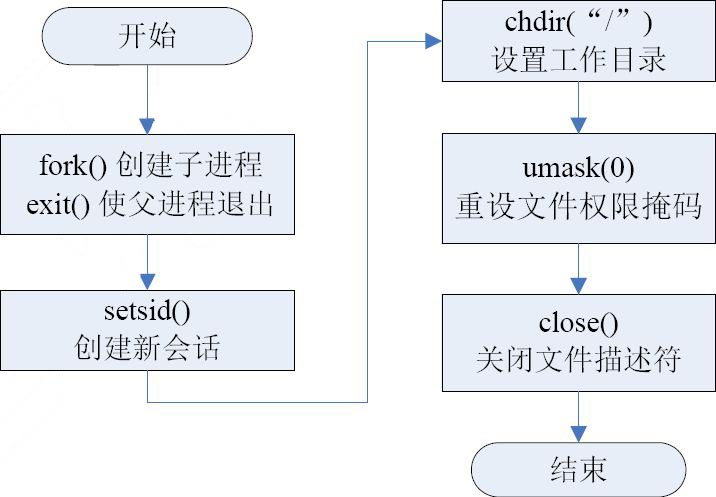 开始
fork() 创建子进程
exit() 使父进程退出
setsid()
创建新会话
chdir(“/”)
设置工作目录
umask(0)
重设文件权限掩码
close()
关闭文件描述符
结束